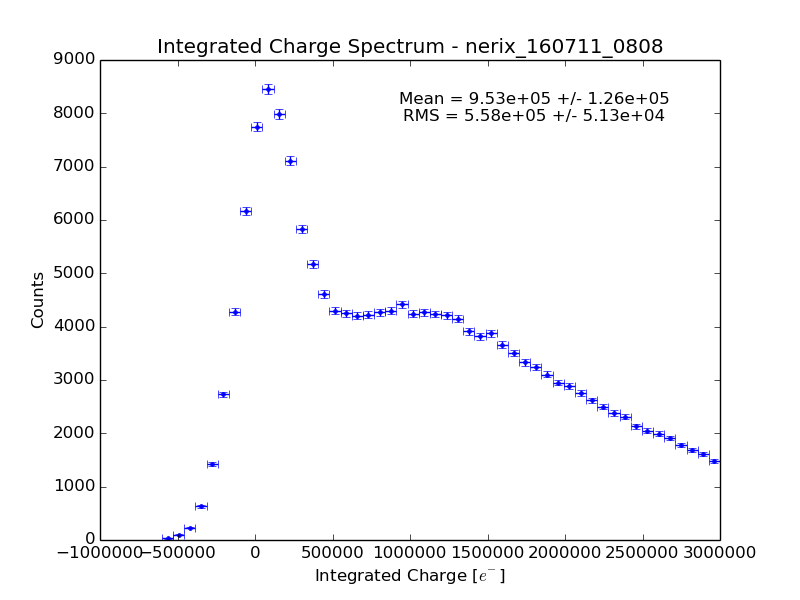 Integrated Charge Spectrum - nerix_160711_0808
Mean = 9.53e+05 +/- 1.26e+05
RMS = 5.58e+05 +/- 5.13e+04
9000
8000
7000
6000
5000
4000
3000
2000
1000
0
Counts
−1000000 −500000 0 500000 1000000 1500000 2000000 2500000 3000000
Integrated Charge [e⁻]